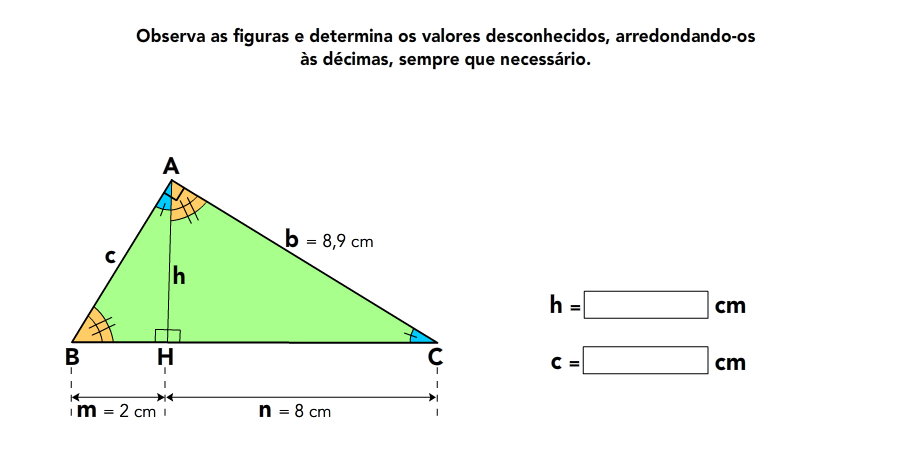 Observa as figuras e determina os valores desconhecidos, arredondando-os
às décimas, sempre que necessário.
A
c
b = 8,9 cm
h
B
H
C
m = 2 cm
n = 8 cm
h = cm
c = cm